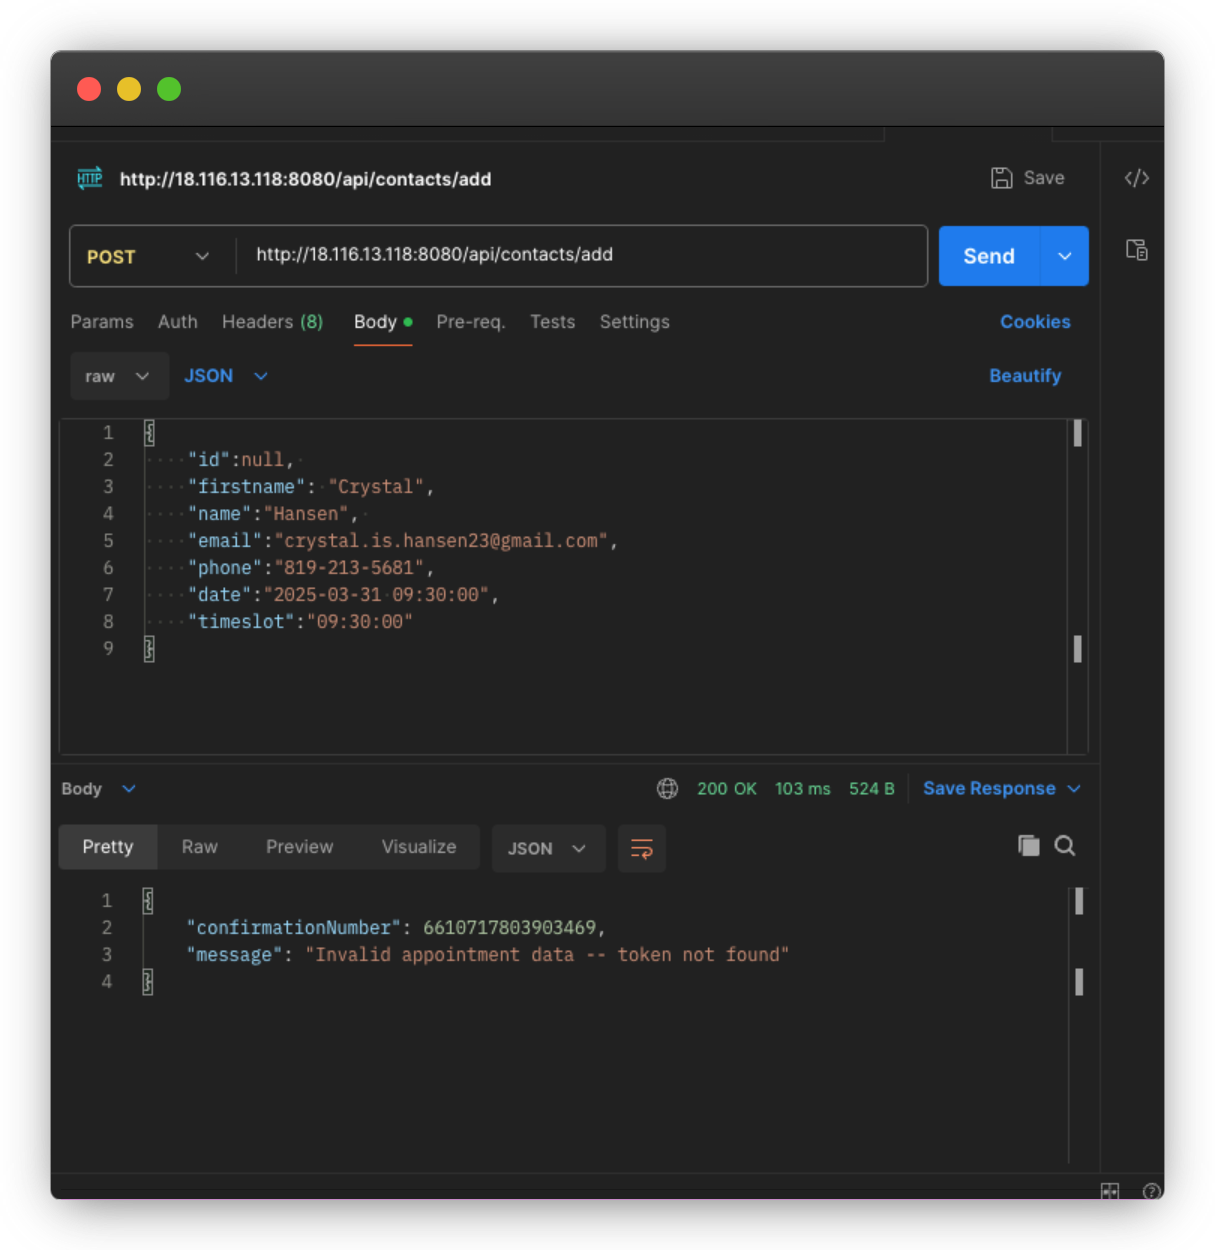 HTTP http://18.116.13.118:8080/api/contacts/add Save </>
POST http://18.116.13.118:8080/api/contacts/add Send
Params Auth Headers (8) Body Pre-req. Tests Settings Cookies
raw JSON Beautify
1 {
2 "id":null,
3 "firstname": "Crystal",
4 "name":"Hansen",
5 "email":"crystal.is.hansen23@gmail.com",
6 "phone":"819-213-5681",
7 "date":"2025-03-31 09:30:00",
8 "timeslot":"09:30:00"
9 }
Body 200 OK 103 ms 524 B Save Response
Pretty Raw Preview Visualize JSON
1 {
2 "confirmationNumber": 6610717803903469,
3 "message": "Invalid appointment data -- token not found"
4 }